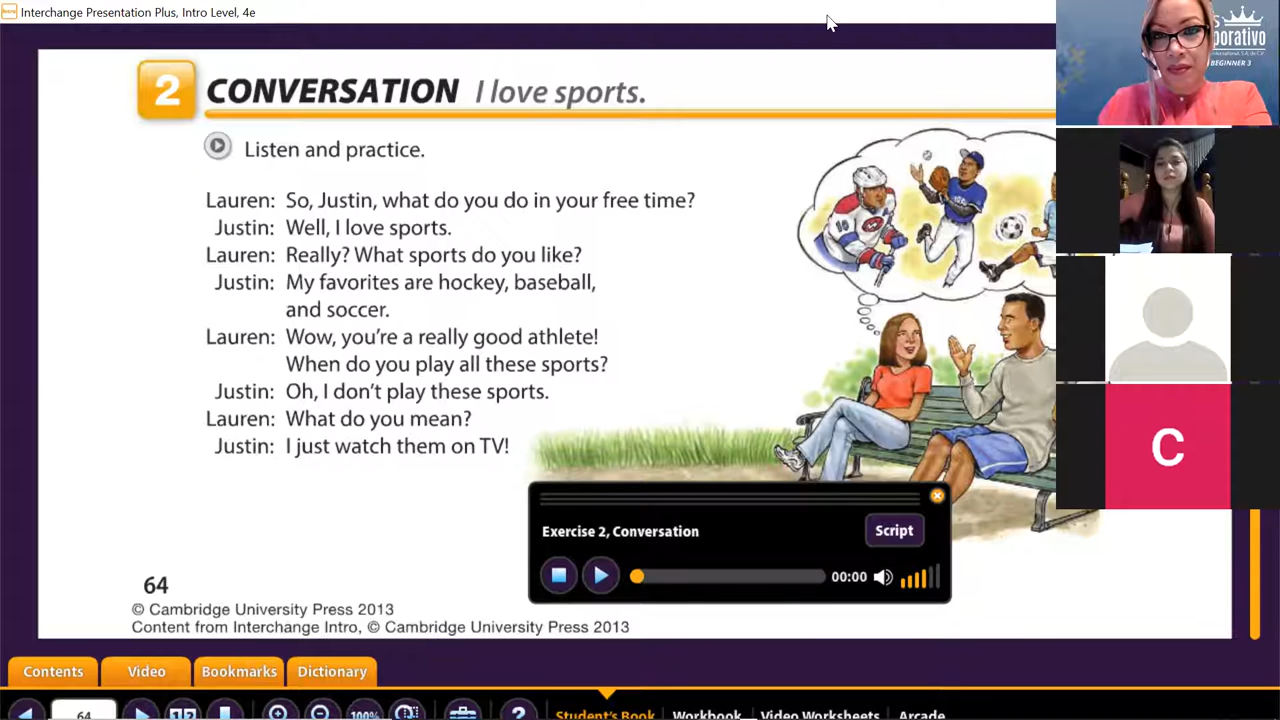 Interchange Presentation Plus, Intro Level, 4e
2 CONVERSATION I love sports.
Listen and practice.
Lauren: So, Justin, what do you do in your free time?
Justin: Well, I love sports.
Lauren: Really? What sports do you like?
Justin: My favorites are hockey, baseball,
and soccer.
Lauren: Wow, you're a really good athlete!
When do you play all these sports?
Justin: Oh, I don't play these sports.
Lauren: What do you mean?
Justin: I just watch them on TV!
Exercise 2, Conversation
Script
00:00
64
© Cambridge University Press 2013
Content from Interchange Intro, © Cambridge University Press 2013
Contents Video Bookmarks Dictionary
64 100% ? Student's Book Workbook Video Worksheets Arcade
BEGINNER 3
C